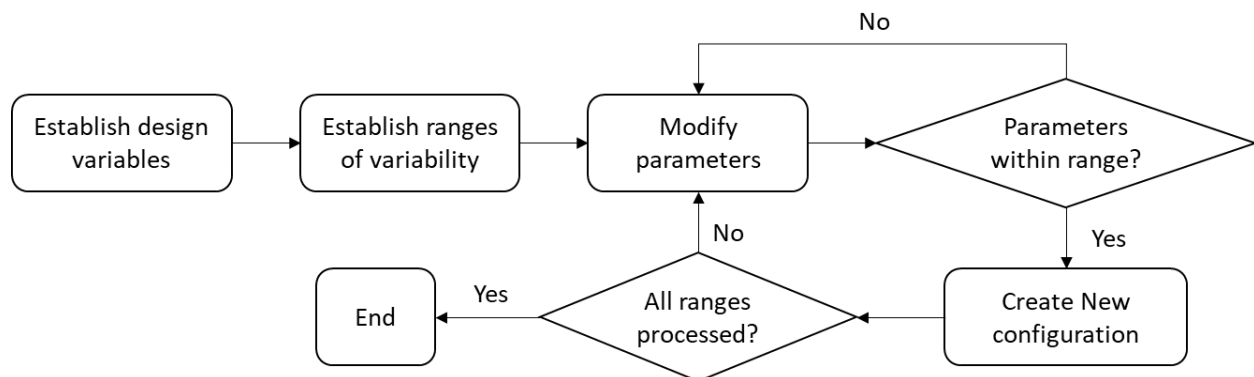 No
Establish design
variables
Establish ranges
of variability
Modify
parameters
Parameters
within range?
No
Yes
End
Yes
All ranges
processed?
Create New
configuration